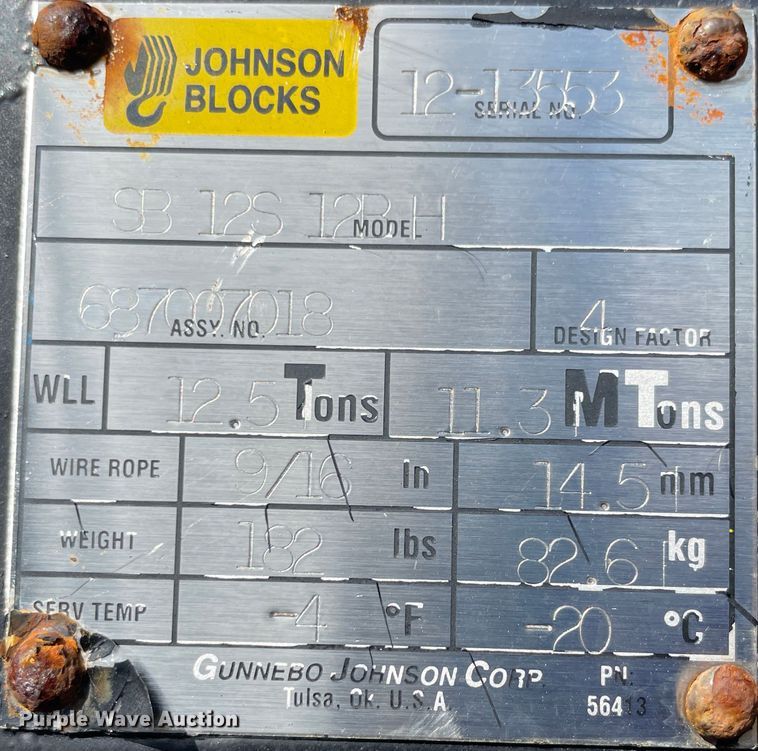 JOHNSON
BLOCKS
12-13553
SERIAL NO.
SB 12S 12B H
MODEL
687007018
ASSY. NO.
4
DESIGN FACTOR
WLL 12.5 Tons 11.3 M Tons
WIRE ROPE 9/16 in 14.5 mm
WEIGHT 182 lbs 82.6 kg
SERV TEMP -4 °F -20 °C
GUNNEBO JOHNSON CORP. PN:
Tulsa, Ok. U.S.A. 56413
Purple Wave Auction